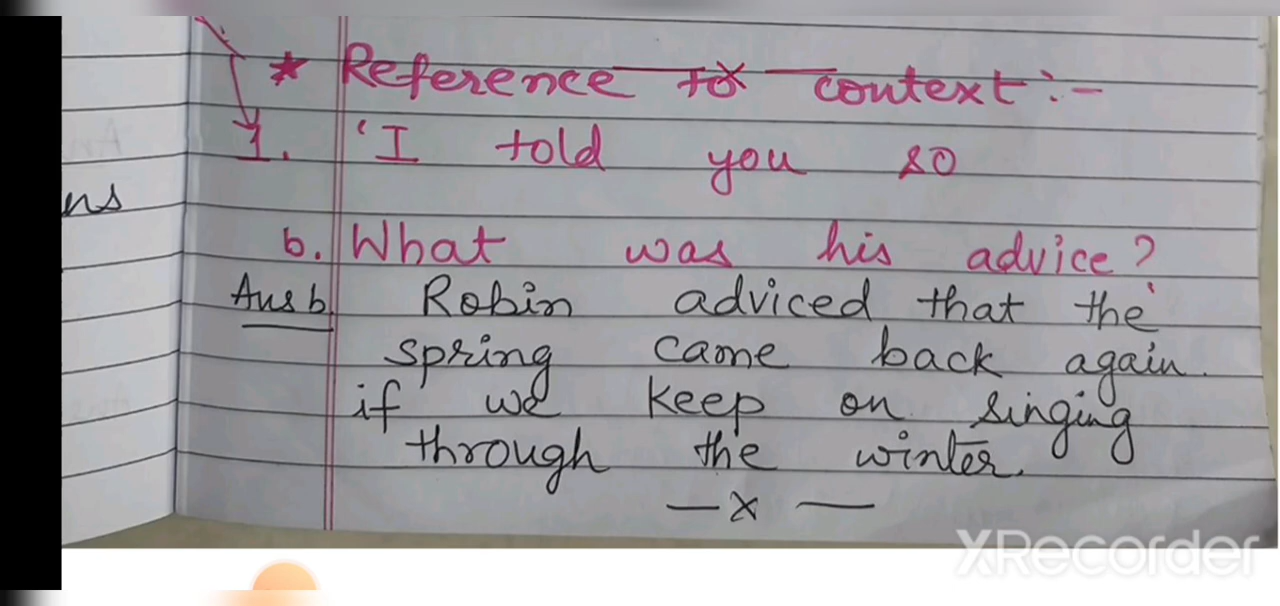 * Reference to context :-
1. 'I told you so
ns
b. What was his advice?
Ans b Robin adviced that the
spring came back again.
if we keep on singing
through the winter.
— x —
XRecorder